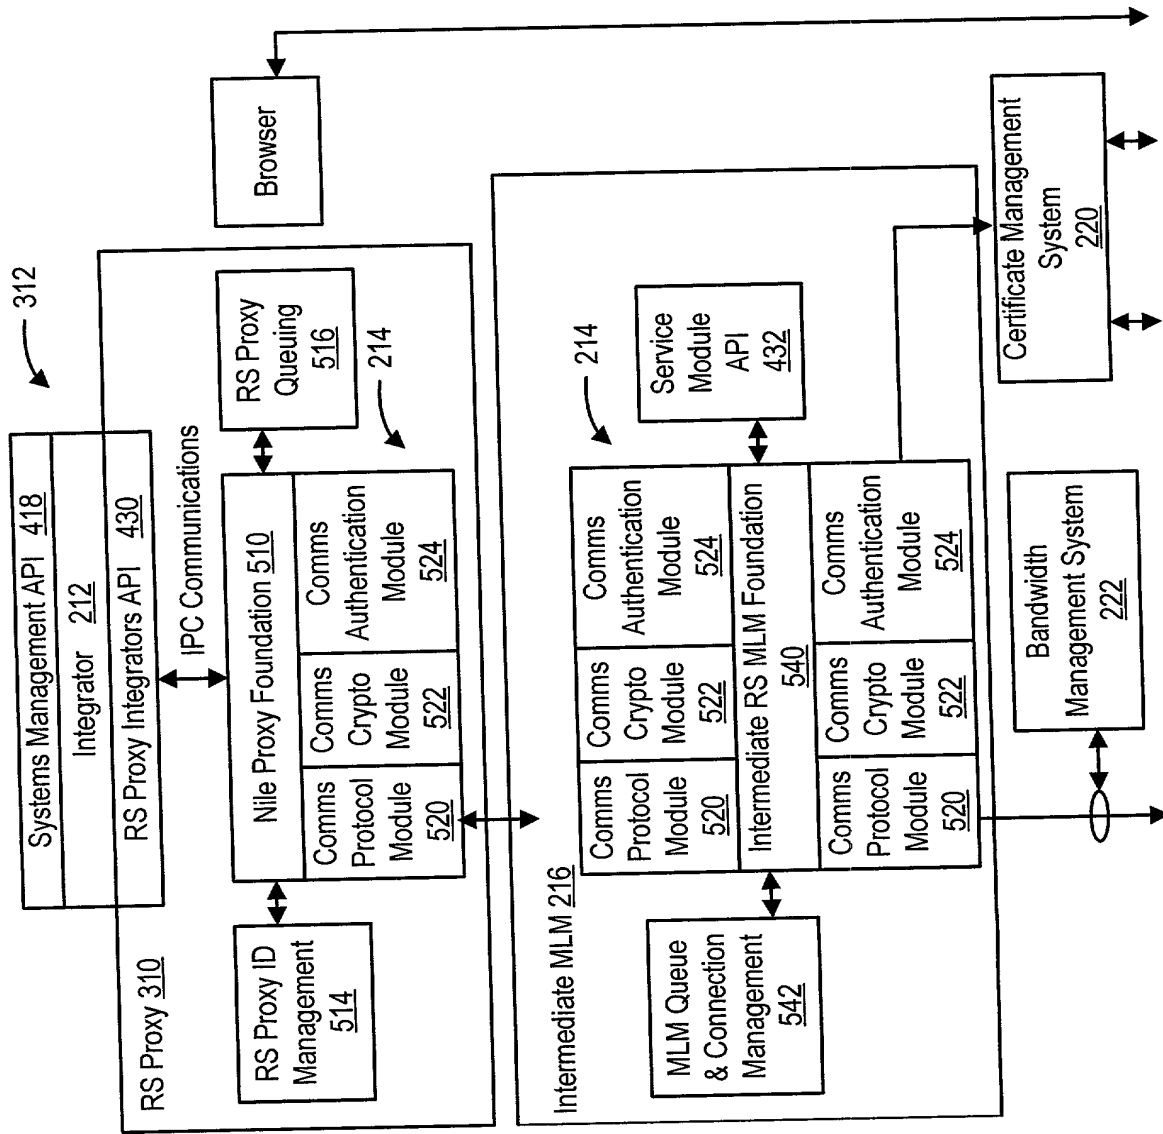 312
Systems Management API 418
Integrator 212
RS Proxy Integrators API 430
RS Proxy 310
IPC Communications
Browser
RS Proxy ID
Management
514
Nile Proxy Foundation 510
RS Proxy
Queuing
516
214
Comms
Protocol
Module
520
Comms
Crypto
Module
522
Comms
Authentication
Module
524
Intermediate MLM 216
214
Comms
Protocol
Module
520
Comms
Crypto
Module
522
Comms
Authentication
Module
524
MLM Queue
& Connection
Management
542
Intermediate RS MLM Foundation
540
Service
Module
API
432
Comms
Protocol
Module
520
Comms
Crypto
Module
522
Comms
Authentication
Module
524
Bandwidth
Management System
222
Certificate Management
System
220